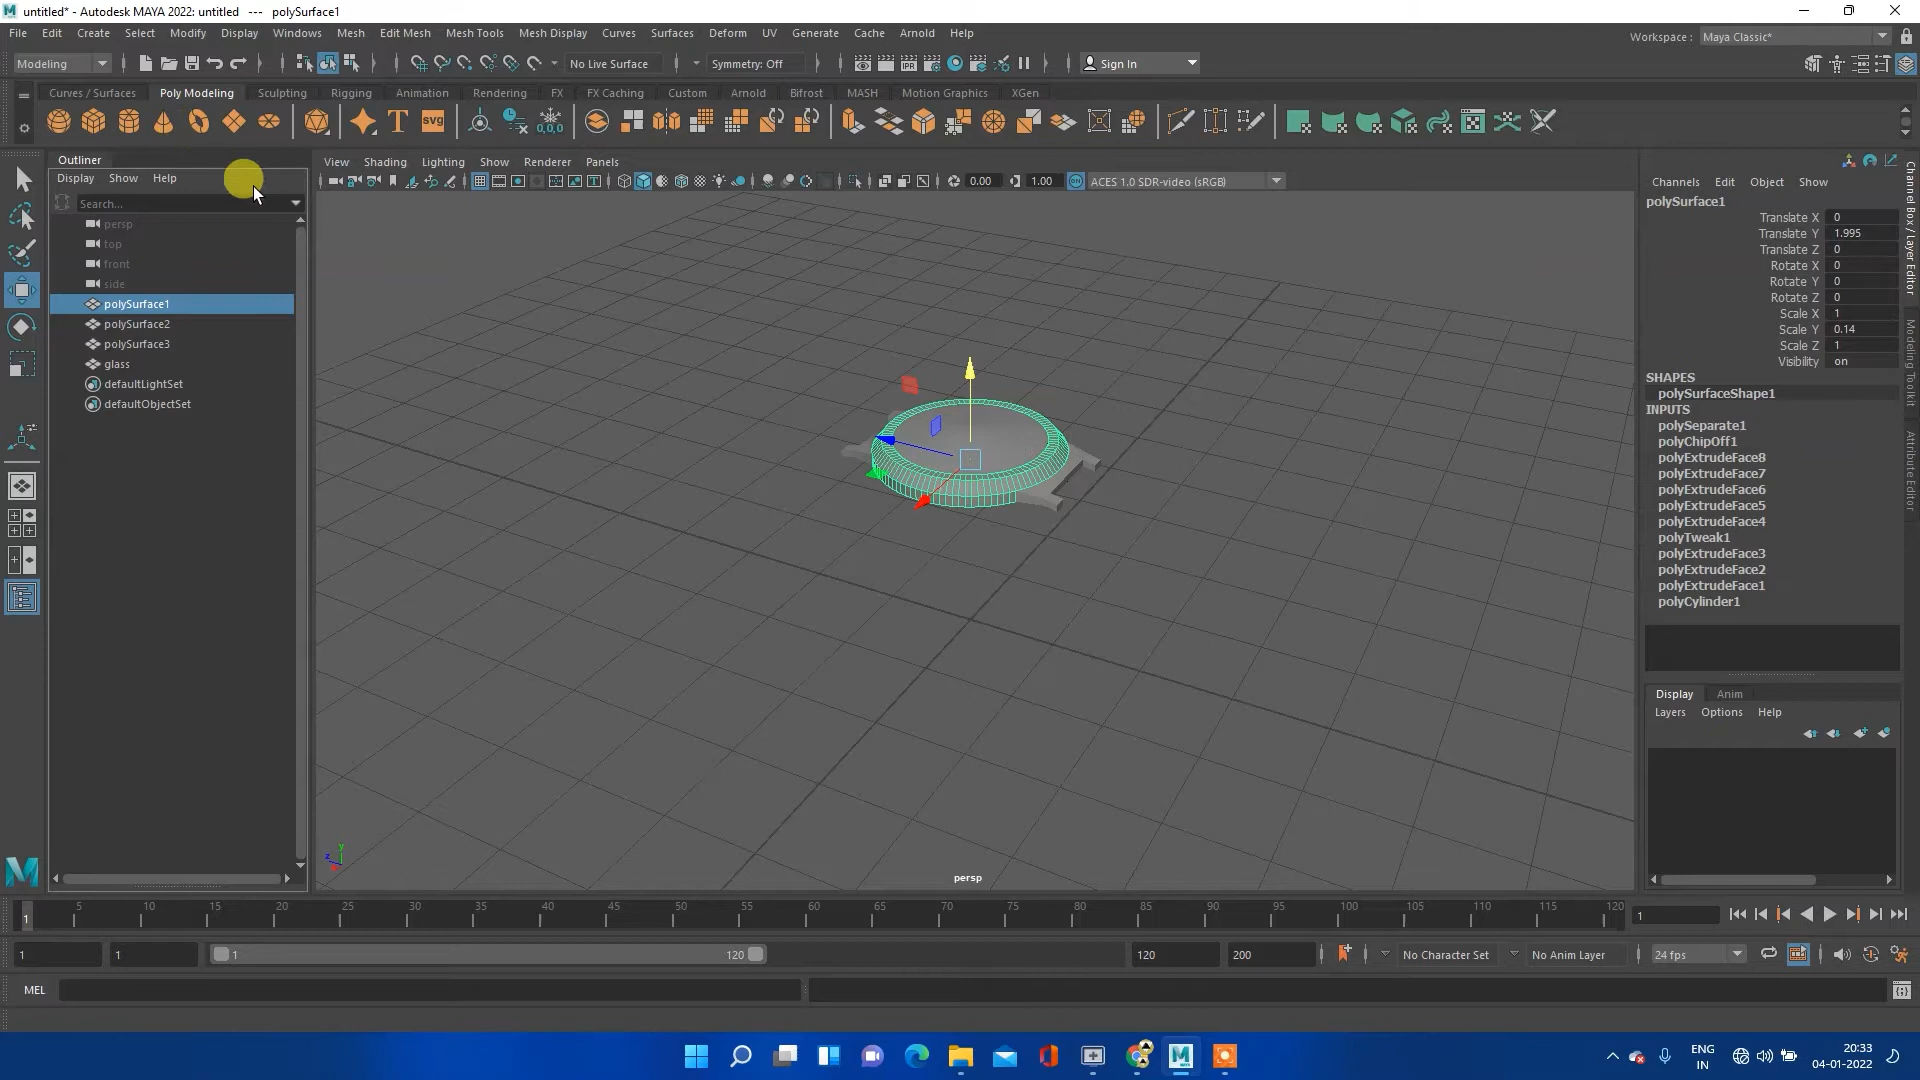 untitled* - Autodesk MAYA 2022: untitled --- polySurface1
File Edit Create Select Modify Display Windows Mesh Edit Mesh Mesh Tools Mesh Display Curves Surfaces Deform UV Generate Cache Arnold Help
Workspace : Maya Classic*
Modeling No Live Surface Symmetry: Off Sign In
Curves / Surfaces Poly Modeling Sculpting Rigging Animation Rendering FX FX Caching Custom Arnold Bifrost MASH Motion Graphics XGen
Outliner
Display Show Help
Search...
persp
top
front
side
polySurface1
polySurface2
polySurface3
glass
defaultLightSet
defaultObjectSet
View Shading Lighting Show Renderer Panels
0.00 1.00 ACES 1.0 SDR-video (sRGB)
persp
Channels Edit Object Show
polySurface1
Translate X 0
Translate Y 1.995
Translate Z 0
Rotate X 0
Rotate Y 0
Rotate Z 0
Scale X 1
Scale Y 0.14
Scale Z 1
Visibility on
SHAPES
polySurfaceShape1
INPUTS
polySeparate1
polyChipOff1
polyExtrudeFace8
polyExtrudeFace7
polyExtrudeFace6
polyExtrudeFace5
polyExtrudeFace4
polyTweak1
polyExtrudeFace3
polyExtrudeFace2
polyExtrudeFace1
polyCylinder1
Display Anim
Layers Options Help
Channel Box / Layer Editor
Modeling Toolkit
Attribute Editor
1 5 10 15 20 25 30 35 40 45 50 55 60 65 70 75 80 85 90 95 100 105 110 115 120 1
1 1 1 120 120 200 No Character Set No Anim Layer 24 fps
MEL
ENG
IN
20:33
04-01-2022